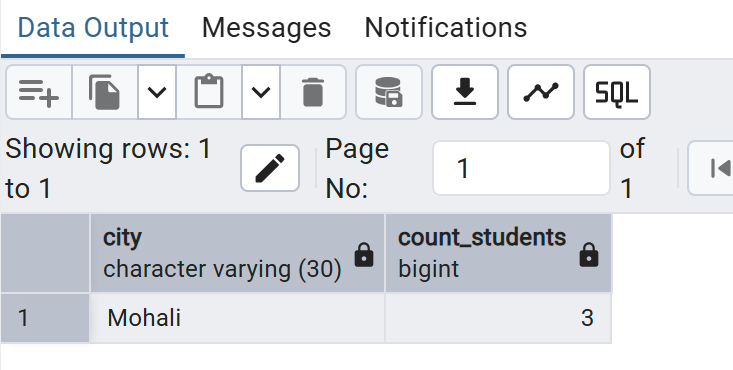 Data Output Messages Notifications
SQL
Showing rows: 1 to 1
Page No: 1 of 1
city count_students
character varying (30) bigint
1 Mohali 3